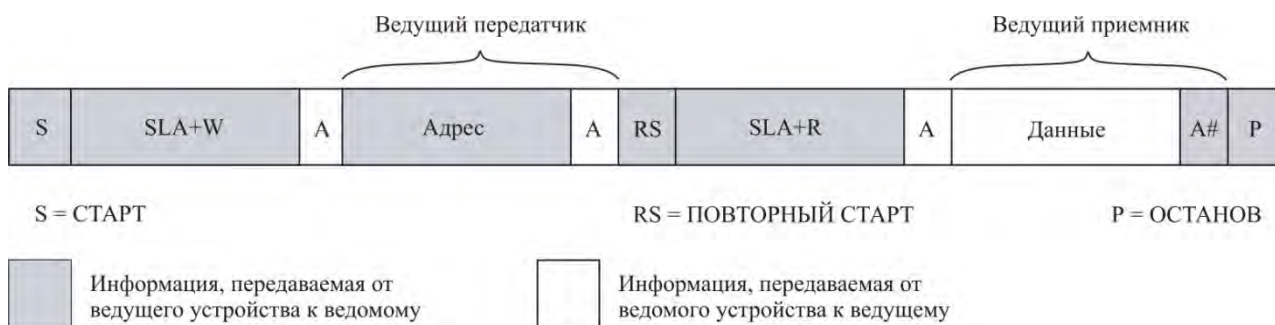 Ведущий передатчик Ведущий приемник
S SLA+W A Адрес A RS SLA+R A Данные A# P
S = СТАРТ RS = ПОВТОРНЫЙ СТАРТ P = ОСТАНОВ
Информация, передаваемая от
ведущего устройства к ведомому
Информация, передаваемая от
ведомого устройства к ведущему